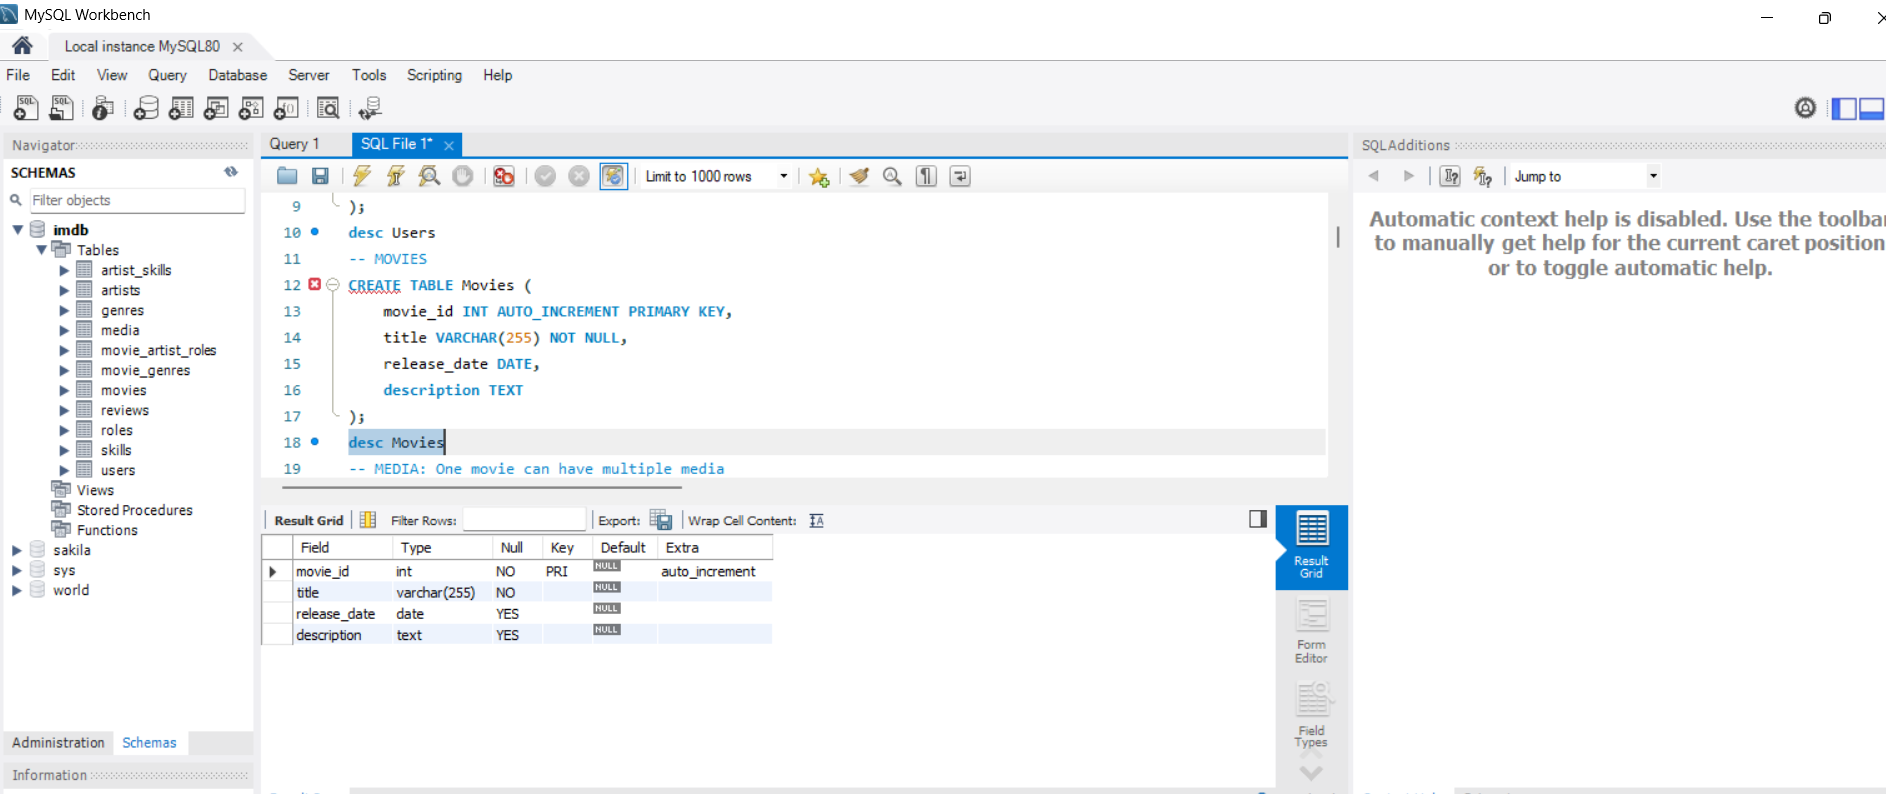 MySQL Workbench
Local instance MySQL80
File Edit View Query Database Server Tools Scripting Help
Navigator
SCHEMAS
Filter objects
imdb
Tables
artist_skills
artists
genres
media
movie_artist_roles
movie_genres
movies
reviews
roles
skills
users
Views
Stored Procedures
Functions
sakila
sys
world
Administration Schemas
Information
Query 1 SQL File 1*
Limit to 1000 rows
9 );
10 desc Users
11 -- MOVIES
12 CREATE TABLE Movies (
13 movie_id INT AUTO_INCREMENT PRIMARY KEY,
14 title VARCHAR(255) NOT NULL,
15 release_date DATE,
16 description TEXT
17 );
18 desc Movies
19 -- MEDIA: One movie can have multiple media
Result Grid Filter Rows: Export: Wrap Cell Content:
Field Type Null Key Default Extra
movie_id int NO PRI NULL auto_increment
title varchar(255) NO NULL
release_date date YES NULL
description text YES NULL
Result
Grid
Form
Editor
Field
Types
SQLAdditions
Jump to
Automatic context help is disabled. Use the toolba
to manually get help for the current caret position
or to toggle automatic help.